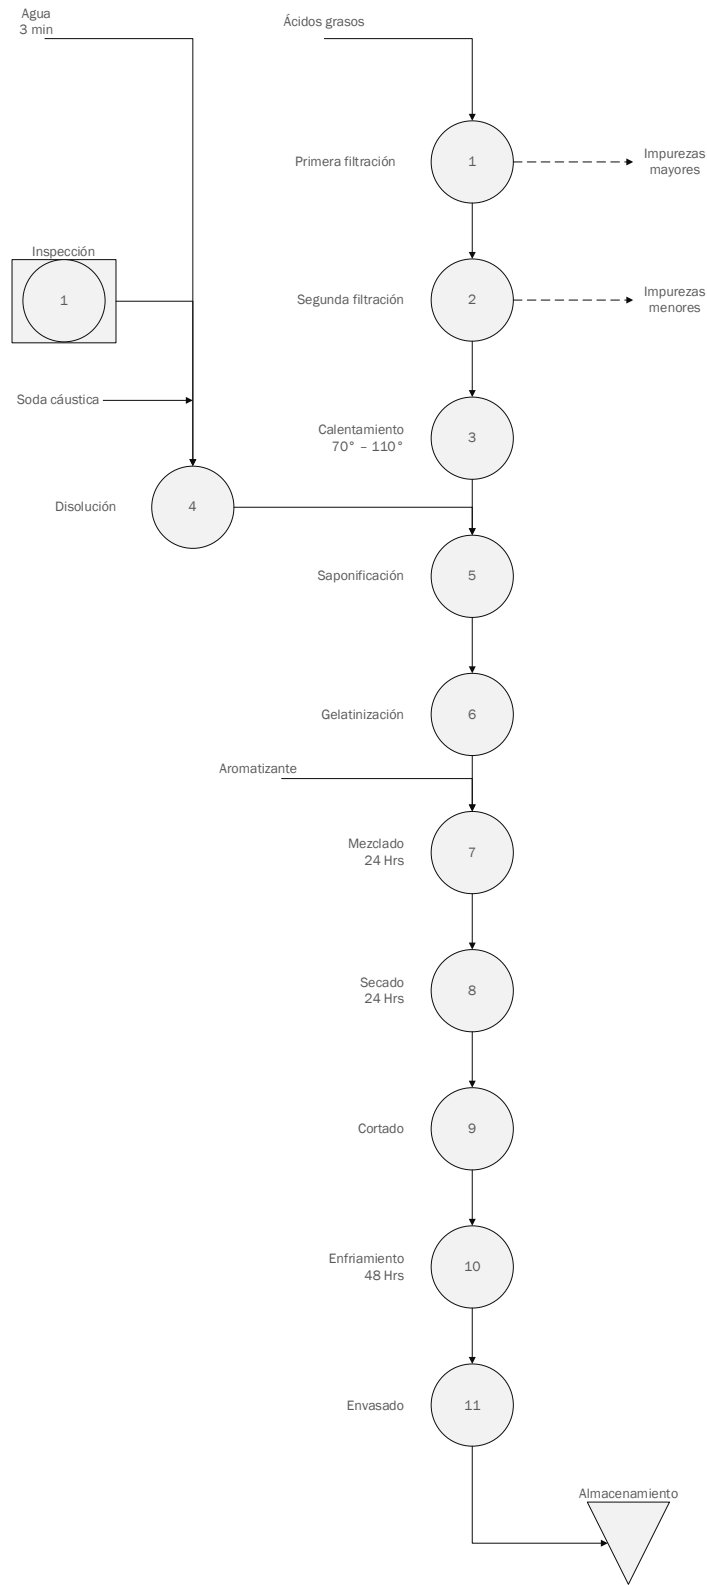 Agua
3 min
Ácidos grasos
Primera filtración
1
Impurezas
mayores
Inspección
1
Segunda filtración
2
Impurezas
menores
Soda cáustica
Calentamiento
70° – 110°
3
Disolución
4
Saponificación
5
Gelatinización
6
Aromatizante
Mezclado
24 Hrs
7
Secado
24 Hrs
8
Cortado
9
Enfriamiento
48 Hrs
10
Envasado
11
Almacenamiento